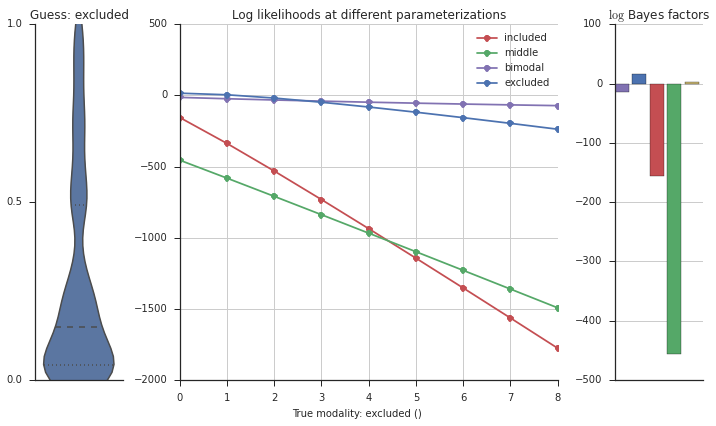 Guess: excluded
1.0
0.5
0.0
Log likelihoods at different parameterizations
500
0
−500
−1000
−1500
−2000
included
middle
bimodal
excluded
0 1 2 3 4 5 6 7 8
True modality: excluded ()
log Bayes factors
100
0
−100
−200
−300
−400
−500